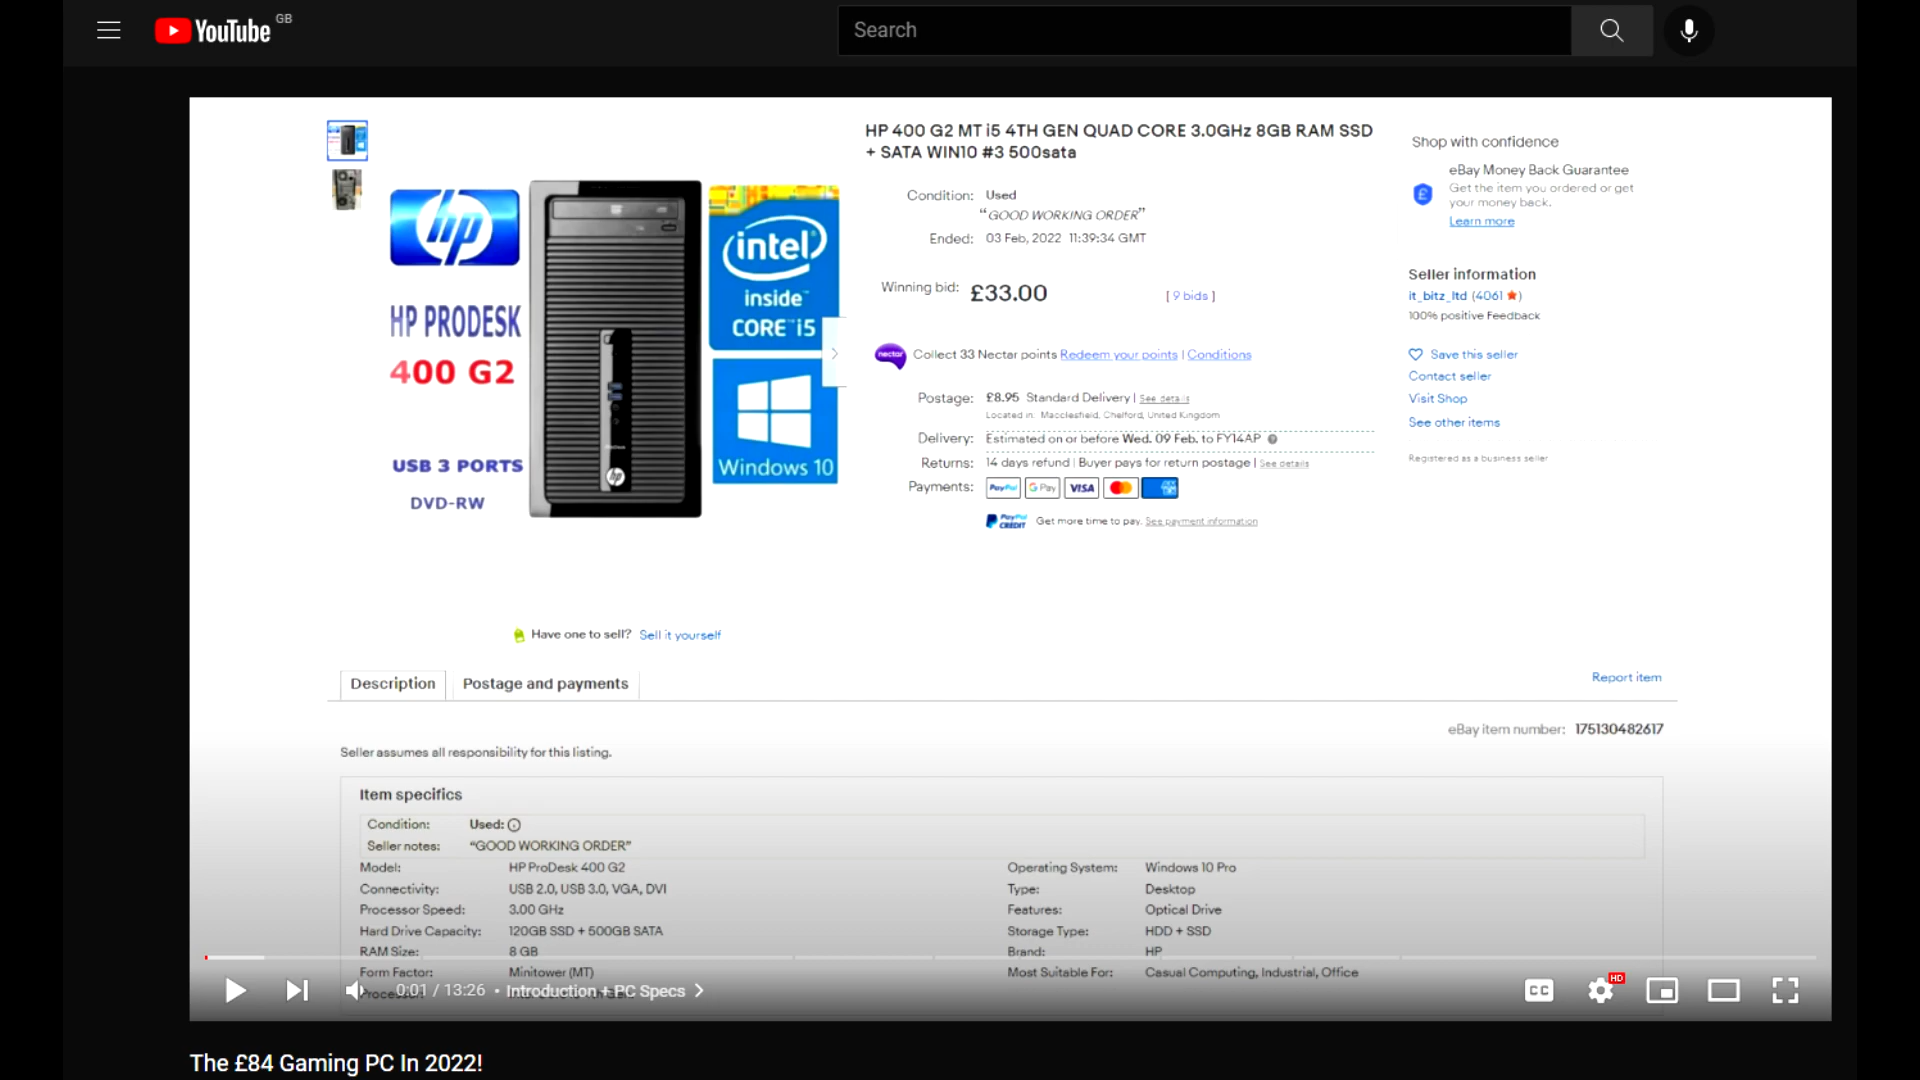 YouTube GB
Search
HP 400 G2 MT i5 4TH GEN QUAD CORE 3.0GHz 8GB RAM SSD
+ SATA WIN10 #3 500sata
Condition: Used
“GOOD WORKING ORDER”
Ended: 03 Feb, 2022 11:39:34 GMT
Winning bid: £33.00 [ 9 bids ]
nectar Collect 33 Nectar points Redeem your points | Conditions
Postage: £8.95 Standard Delivery | See details
Located in: Macclesfield, Chelford, United Kingdom
Delivery: Estimated on or before Wed. 09 Feb. to FY14AP
Returns: 14 days refund | Buyer pays for return postage | See details
Payments: PayPal G Pay VISA
PayPal CREDIT Get more time to pay. See payment information
Shop with confidence
eBay Money Back Guarantee
Get the item you ordered or get
your money back.
Learn more
Seller information
it_bitz_ltd (4061)
100% positive Feedback
Save this seller
Contact seller
Visit Shop
See other items
Registered as a business seller
hp
HP PRODESK
400 G2
USB 3 PORTS
DVD-RW
hp
intel
inside™
CORE™ i5
Windows 10
Have one to sell? Sell it yourself
Description
Postage and payments
Report item
eBay item number: 175130482617
Seller assumes all responsibility for this listing.
Item specifics
Condition: Used:
Seller notes: “GOOD WORKING ORDER”
Model: HP ProDesk 400 G2 Operating System: Windows 10 Pro
Connectivity: USB 2.0, USB 3.0, VGA, DVI Type: Desktop
Processor Speed: 3.00 GHz Features: Optical Drive
Hard Drive Capacity: 120GB SSD + 500GB SATA Storage Type: HDD + SSD
RAM Size: 8 GB Brand: HP
Form Factor: Minitower (MT) Most Suitable For: Casual Computing, Industrial, Office
Processor:
0:01 / 13:26 • Introduction + PC Specs
CC
HD
The £84 Gaming PC In 2022!